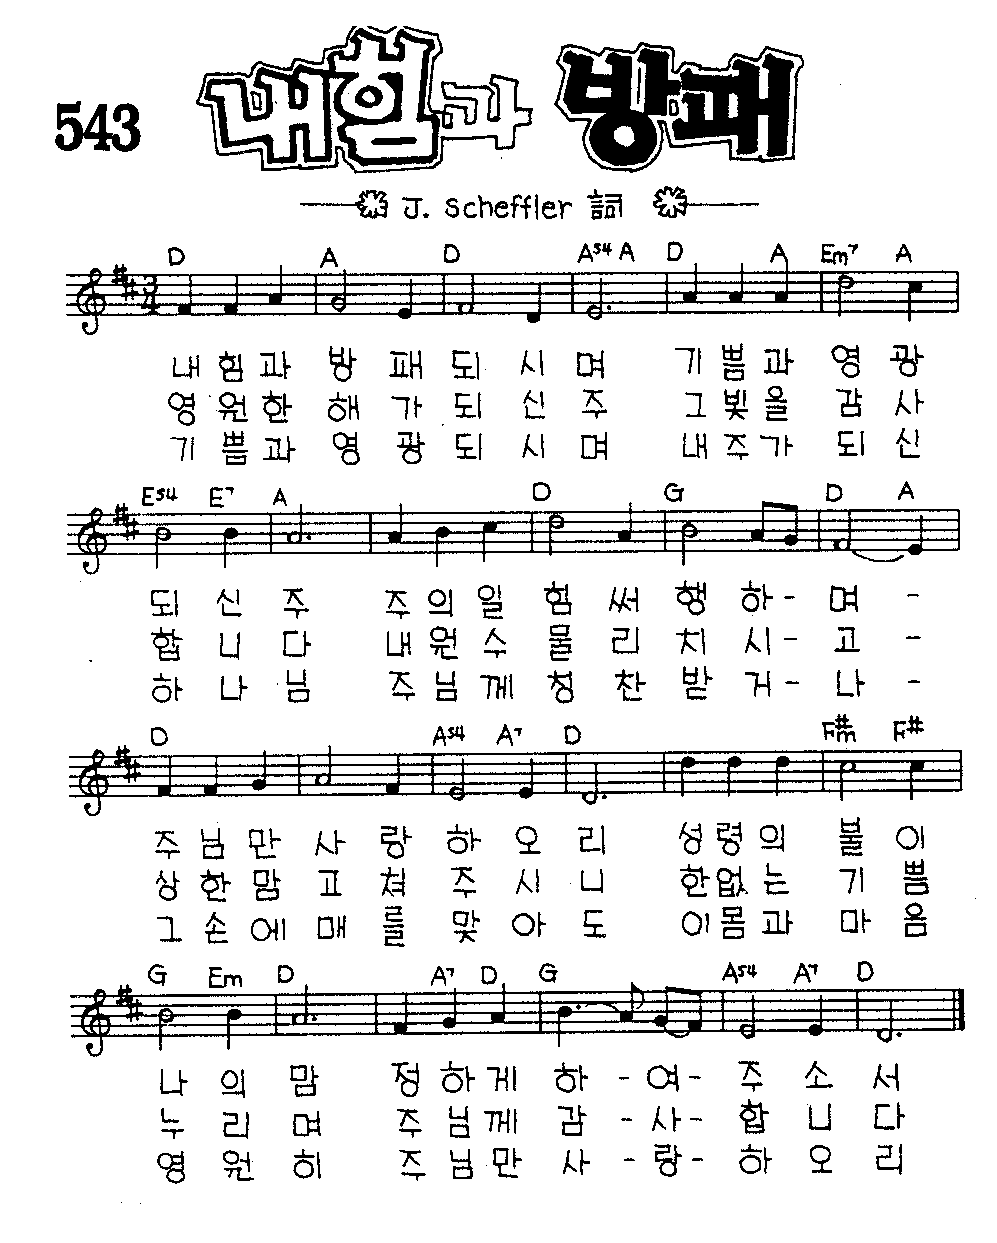 543
내힘과 방패
J. Scheffler 詞
D A D A^s4 A D A Em7 A
내 힘 과 방 패 되 시 며 기 쁨 과 영 광
영 원 한 해 가 되 신 주 그 빛 을 감 사
기 쁨 과 영 광 되 시 며 내 주 가 되 신
E^s4 E7 A D G D A
되 신 주 주 의 일 힘 써 행 하 - 며 -
합 니 다 내 원 수 물 리 치 시 - 고 -
하 나 님 주 님 께 칭 찬 받 거 - 나 -
D A^s4 A7 D F#m F#
주 님 만 사 랑 하 오 리 성 령 의 불 이
상 한 맘 고 쳐 주 시 니 한 없 는 기 쁨
그 손 에 매 를 맞 아 도 이 몸 과 마 음
G Em D A7 D G A^s4 A7 D
나 의 맘 정 하 게 하 - 여 - 주 소 서
누 리 며 주 님 께 감 - 사 - 합 니 다
영 원 히 주 님 만 사 - 랑 - 하 오 리